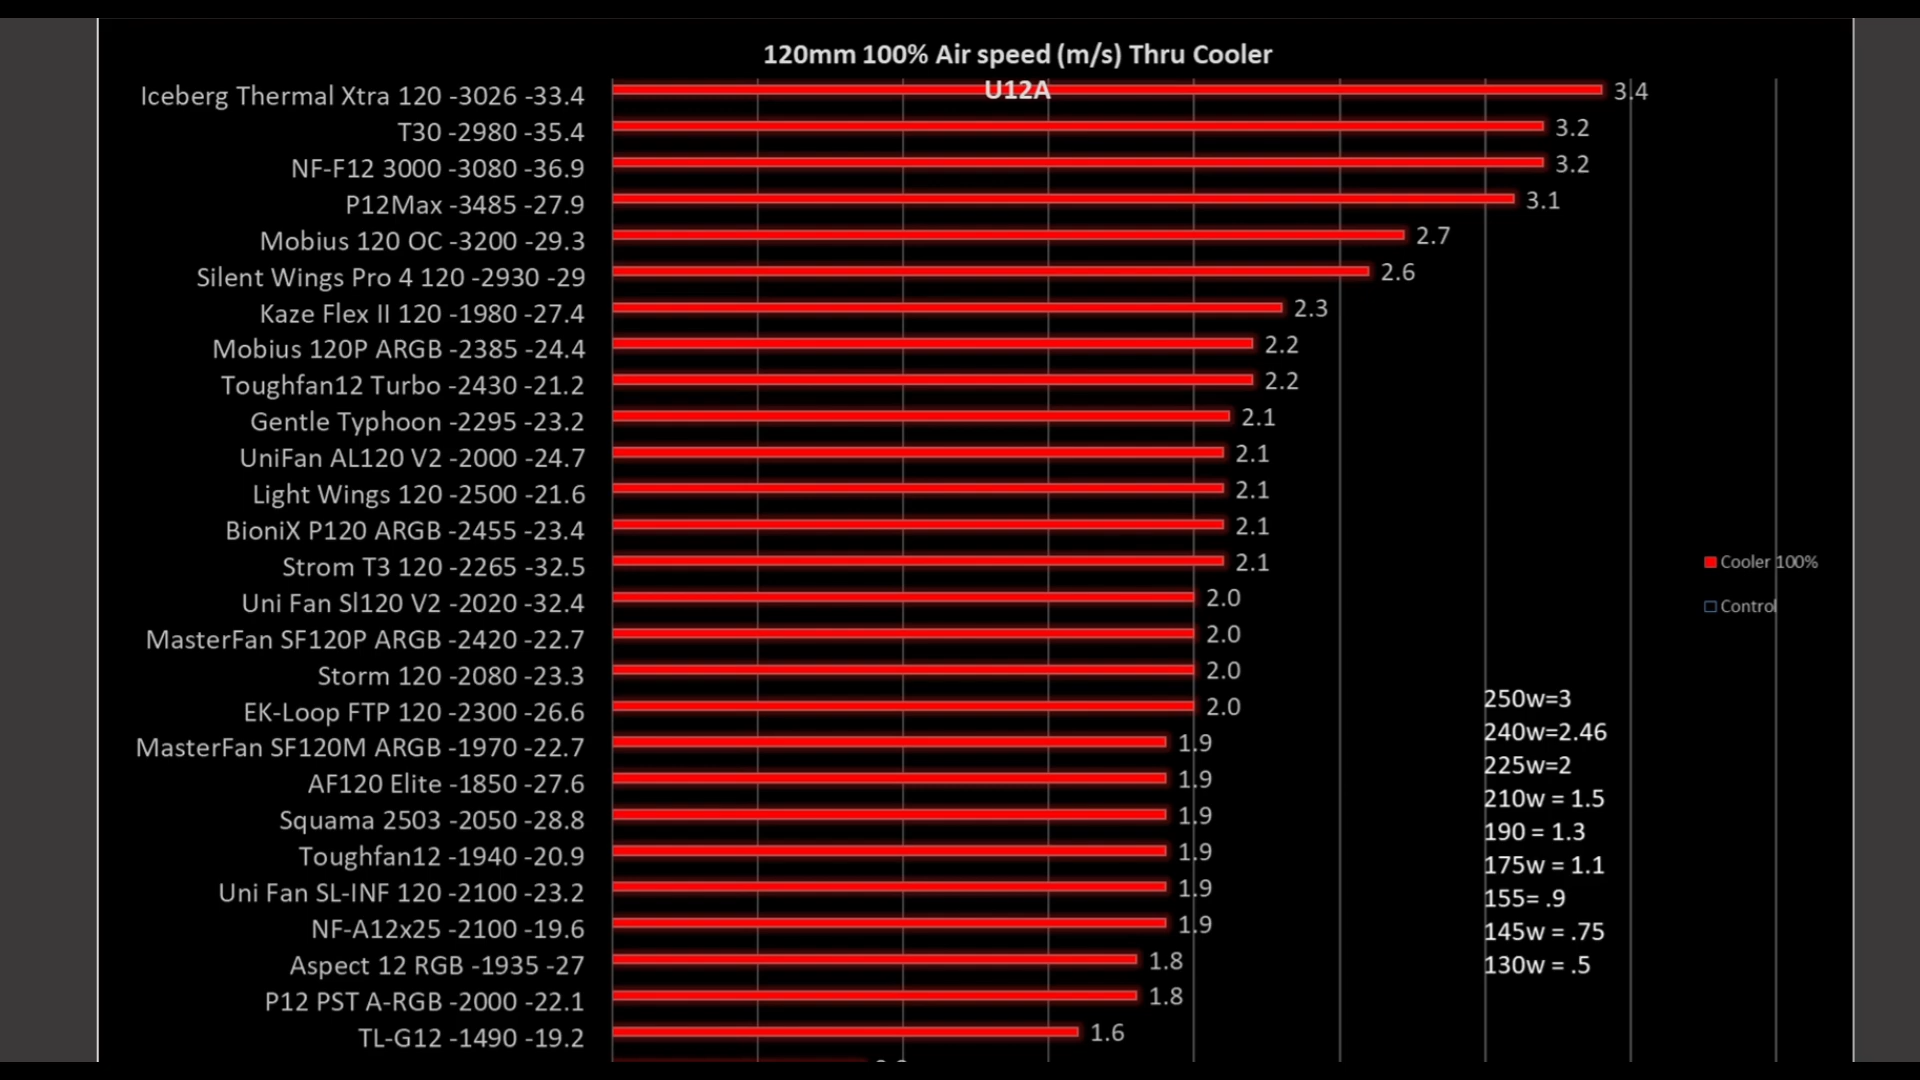 120mm 100% Air speed (m/s) Thru Cooler
U12A
Iceberg Thermal Xtra 120 -3026 -33.4 3.4
T30 -2980 -35.4 3.2
NF-F12 3000 -3080 -36.9 3.2
P12Max -3485 -27.9 3.1
Mobius 120 OC -3200 -29.3 2.7
Silent Wings Pro 4 120 -2930 -29 2.6
Kaze Flex II 120 -1980 -27.4 2.3
Mobius 120P ARGB -2385 -24.4 2.2
Toughfan12 Turbo -2430 -21.2 2.2
Gentle Typhoon -2295 -23.2 2.1
UniFan AL120 V2 -2000 -24.7 2.1
Light Wings 120 -2500 -21.6 2.1
BioniX P120 ARGB -2455 -23.4 2.1
Strom T3 120 -2265 -32.5 2.1
Uni Fan Sl120 V2 -2020 -32.4 2.0
MasterFan SF120P ARGB -2420 -22.7 2.0
Storm 120 -2080 -23.3 2.0
EK-Loop FTP 120 -2300 -26.6 2.0
MasterFan SF120M ARGB -1970 -22.7 1.9
AF120 Elite -1850 -27.6 1.9
Squama 2503 -2050 -28.8 1.9
Toughfan12 -1940 -20.9 1.9
Uni Fan SL-INF 120 -2100 -23.2 1.9
NF-A12x25 -2100 -19.6 1.9
Aspect 12 RGB -1935 -27 1.8
P12 PST A-RGB -2000 -22.1 1.8
TL-G12 -1490 -19.2 1.6
Cooler 100%
Control
250w=3
240w=2.46
225w=2
210w = 1.5
190 = 1.3
175w = 1.1
155= .9
145w = .75
130w = .5